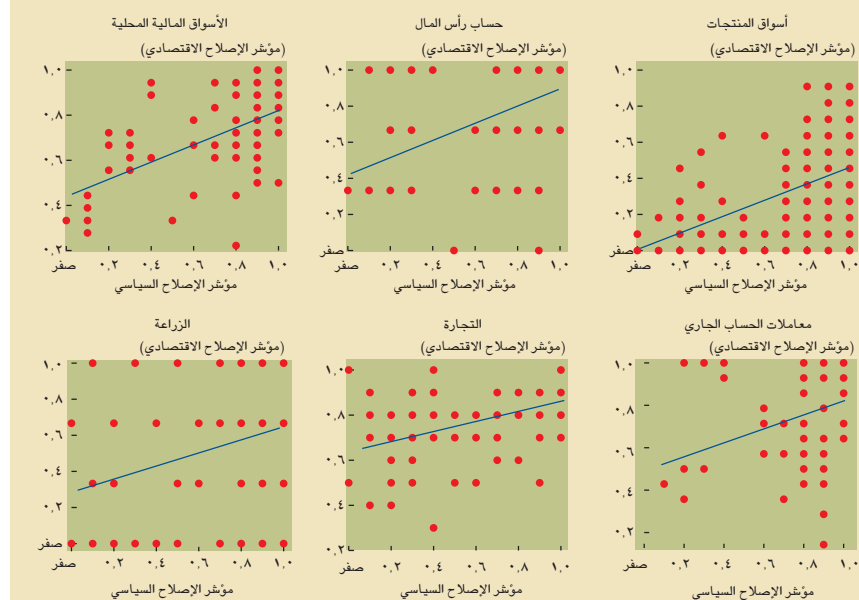 أسواق المنتجات
(مؤشر الإصلاح الاقتصادي)
١,٠
٠,٨
٠,٦
٠,٤
٠,٢
صفر
صفر ٠,٢ ٠,٤ ٠,٦ ٠,٨ ١,٠
مؤشر الإصلاح السياسي
حساب رأس المال
(مؤشر الإصلاح الاقتصادي)
١,٠
٠,٨
٠,٦
٠,٤
٠,٢
صفر ٠,٢ ٠,٤ ٠,٦ ٠,٨ ١,٠
مؤشر الإصلاح السياسي
الأسواق المالية المحلية
(مؤشر الإصلاح الاقتصادي)
١,٠
٠,٨
٠,٦
٠,٤
٠,٢
صفر ٠,٢ ٠,٤ ٠,٦ ٠,٨ ١,٠
مؤشر الإصلاح السياسي
معاملات الحساب الجاري
(مؤشر الإصلاح الاقتصادي)
١,٠
٠,٨
٠,٦
٠,٤
٠,٢
صفر ٠,٢ ٠,٤ ٠,٦ ٠,٨ ١,٠
مؤشر الإصلاح السياسي
التجارة
(مؤشر الإصلاح الاقتصادي)
١,٠
٠,٨
٠,٦
٠,٤
٠,٢
صفر ٠,٢ ٠,٤ ٠,٦ ٠,٨ ١,٠
مؤشر الإصلاح السياسي
الزراعة
(مؤشر الإصلاح الاقتصادي)
١,٠
٠,٨
٠,٦
٠,٤
٠,٢
صفر
صفر ٠,٢ ٠,٤ ٠,٦ ٠,٨ ١,٠
مؤشر الإصلاح السياسي